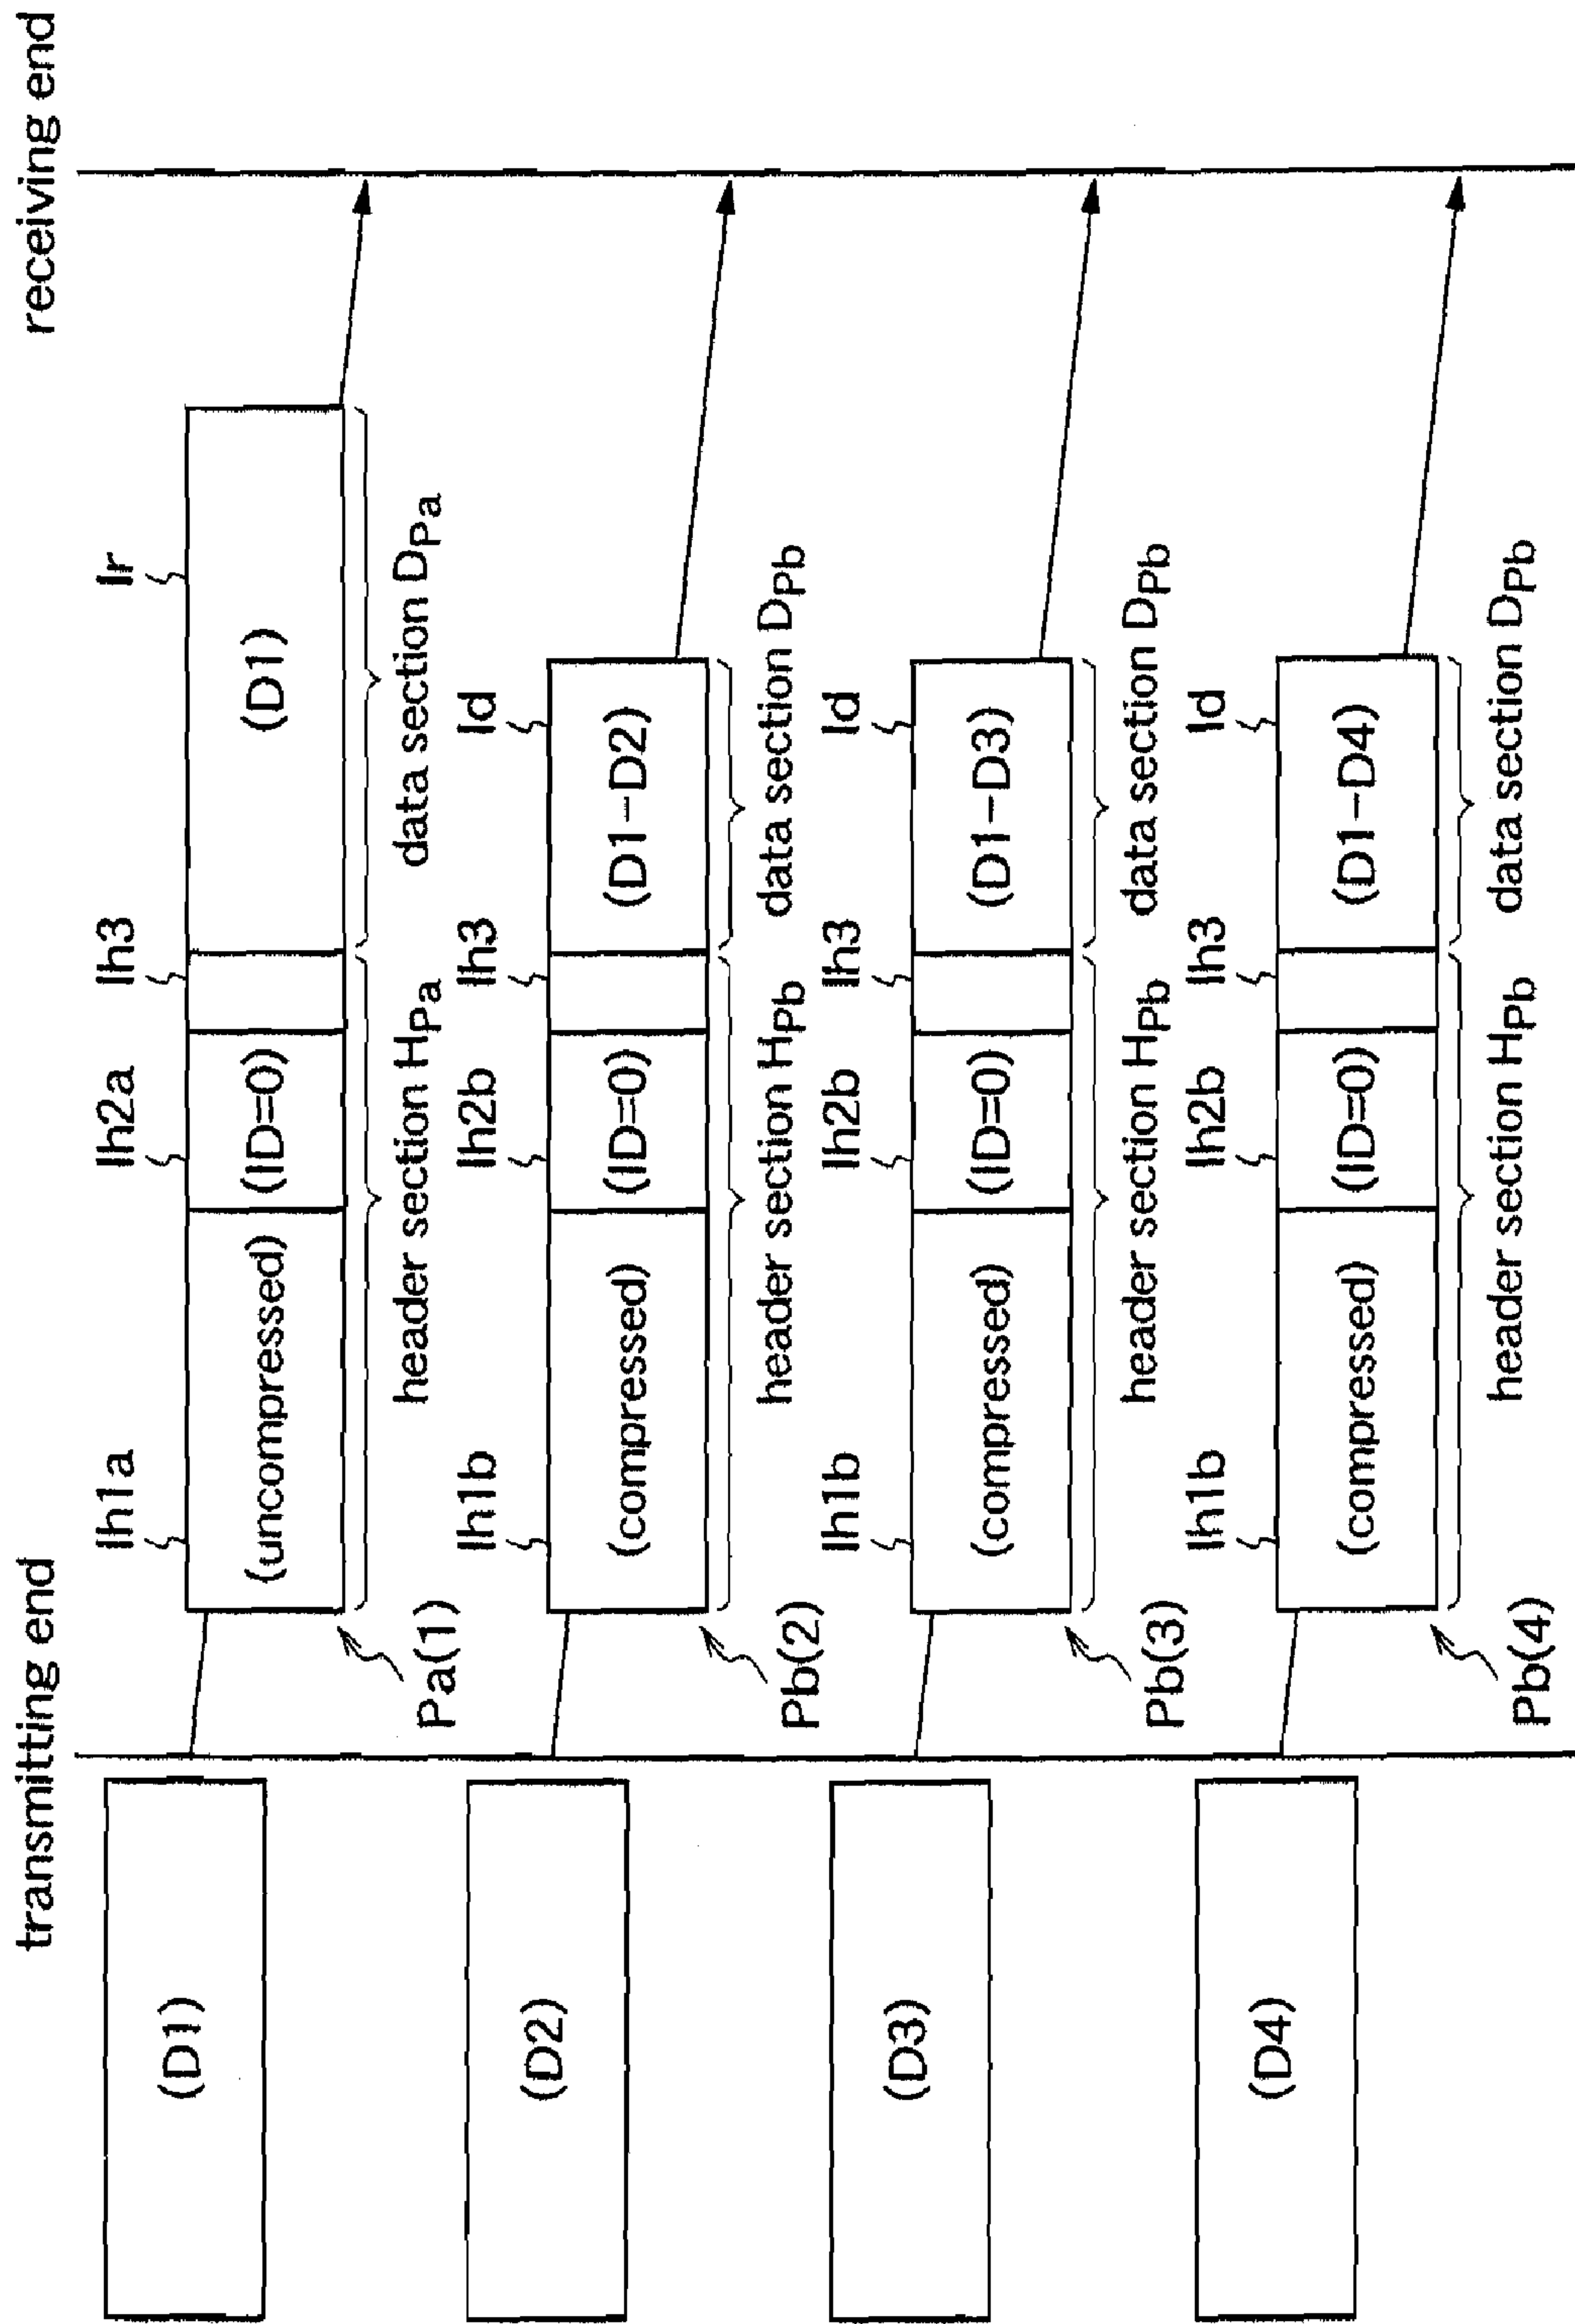 transmitting end
receiving end
(D1)
Ih1a
Ih2a
Ih3
Ir
(uncompressed)
(ID=0)
(D1)
Pa(1)
header section HPa
data section DPa
(D2)
Ih1b
Ih2b
Ih3
Id
(compressed)
(ID=0)
(D1-D2)
Pb(2)
header section HPb
data section DPb
(D3)
Ih1b
Ih2b
Ih3
Id
(compressed)
(ID=0)
(D1-D3)
Pb(3)
header section HPb
data section DPb
(D4)
Ih1b
Ih2b
Ih3
Id
(compressed)
(ID=0)
(D1-D4)
Pb(4)
header section HPb
data section DPb